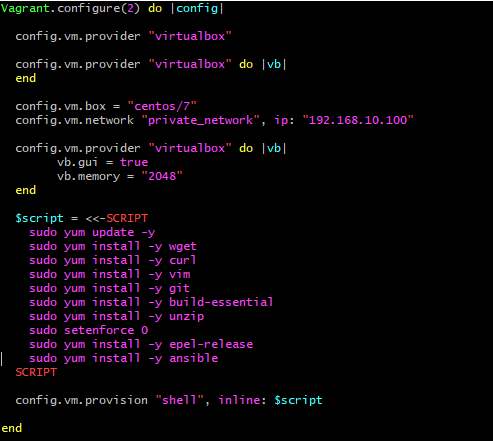 Vagrant.configure(2) do |config|
config.vm.provider "virtualbox"
config.vm.provider "virtualbox" do |vb|
end
config.vm.box = "centos/7"
config.vm.network "private_network", ip: "192.168.10.100"
config.vm.provider "virtualbox" do |vb|
vb.gui = true
vb.memory = "2048"
end
$script = <<-SCRIPT
sudo yum update -y
sudo yum install -y wget
sudo yum install -y curl
sudo yum install -y vim
sudo yum install -y git
sudo yum install -y build-essential
sudo yum install -y unzip
sudo setenforce 0
sudo yum install -y epel-release
sudo yum install -y ansible
SCRIPT
config.vm.provision "shell", inline: $script
end